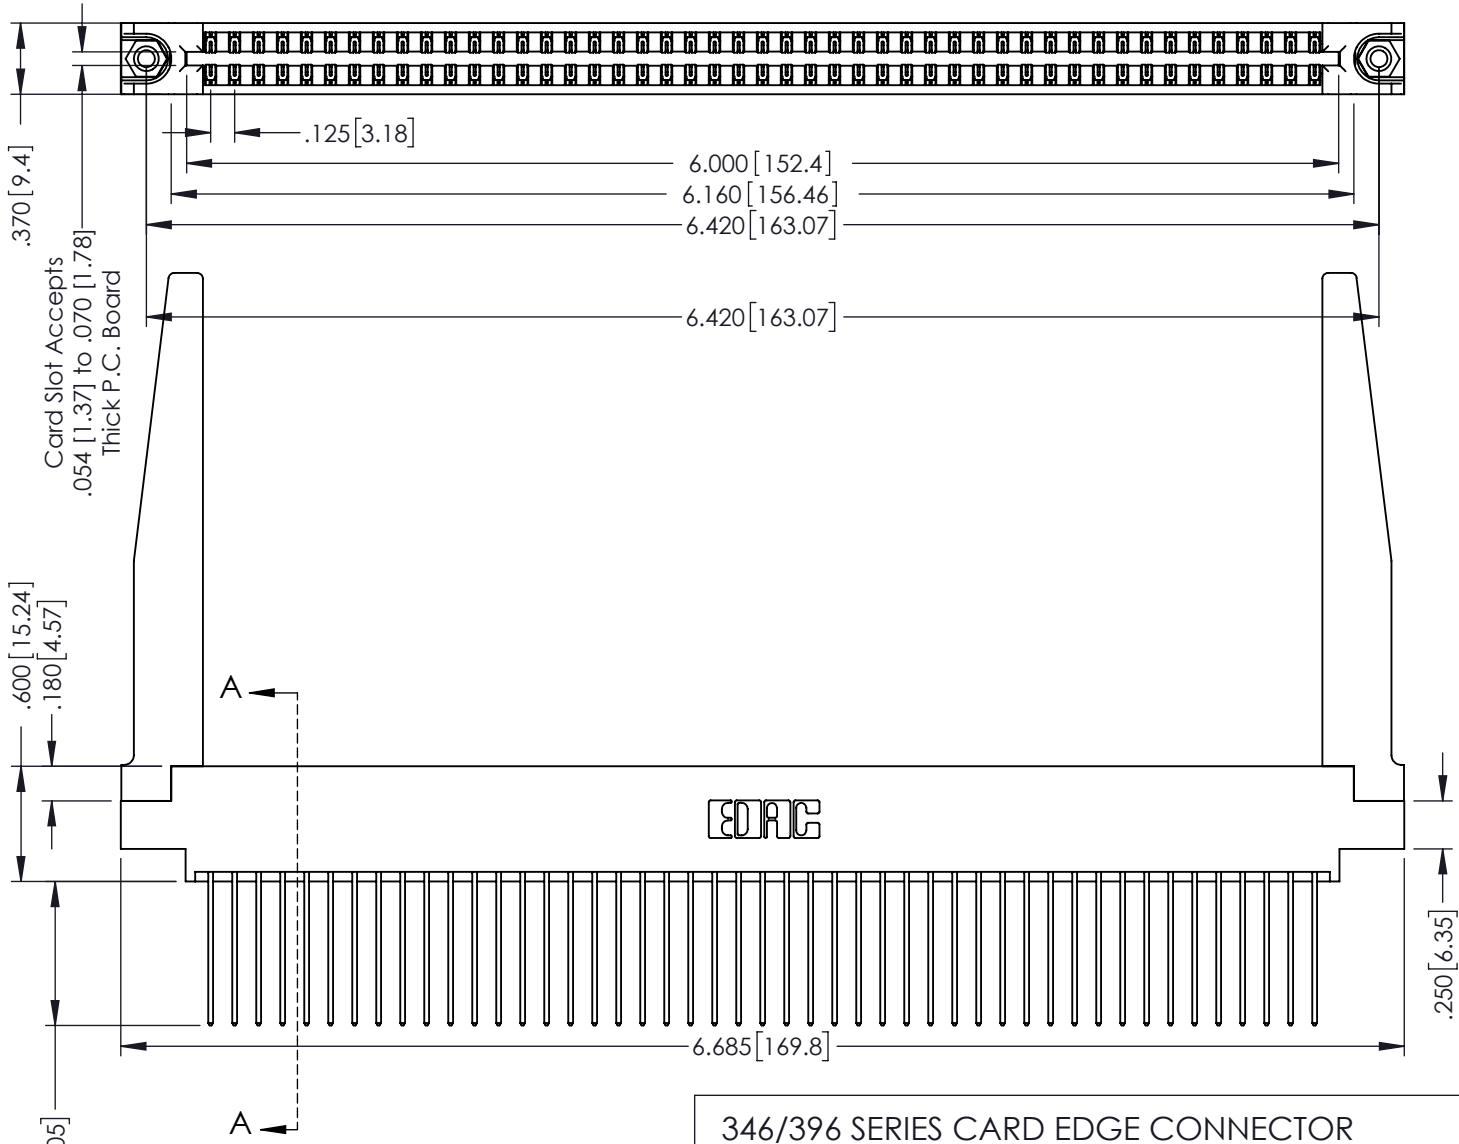 .125[3.18]
6.000[152.4]
6.160[156.46]
6.420[163.07]
.370[9.4]
Card Slot Accepts
.054 [1.37] to .070 [1.78]
Thick P.C. Board
6.420[163.07]
.600[15.24]
.180[4.57]
A
EDAC
.250[6.35]
6.685[169.8]
A
05]
346/396 SERIES CARD EDGE CONNECTOR